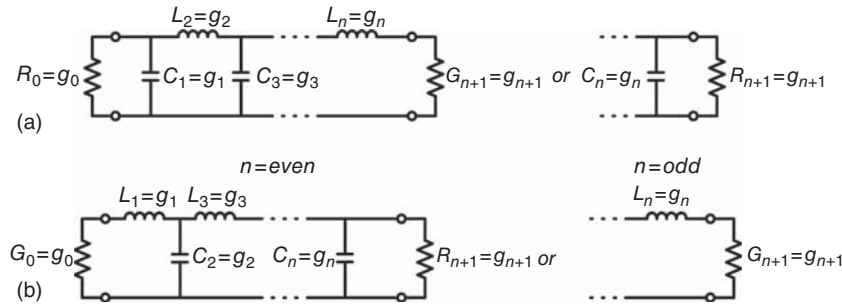 L2=g2 Ln=gn
R0=g0 C1=g1 C3=g3 Gn+1=gn+1 or Cn=gn Rn+1=gn+1
(a)
n=even n=odd
L1=g1 L3=g3 Ln=gn
G0=g0 C2=g2 Cn=gn Rn+1=gn+1 or Gn+1=gn+1
(b)